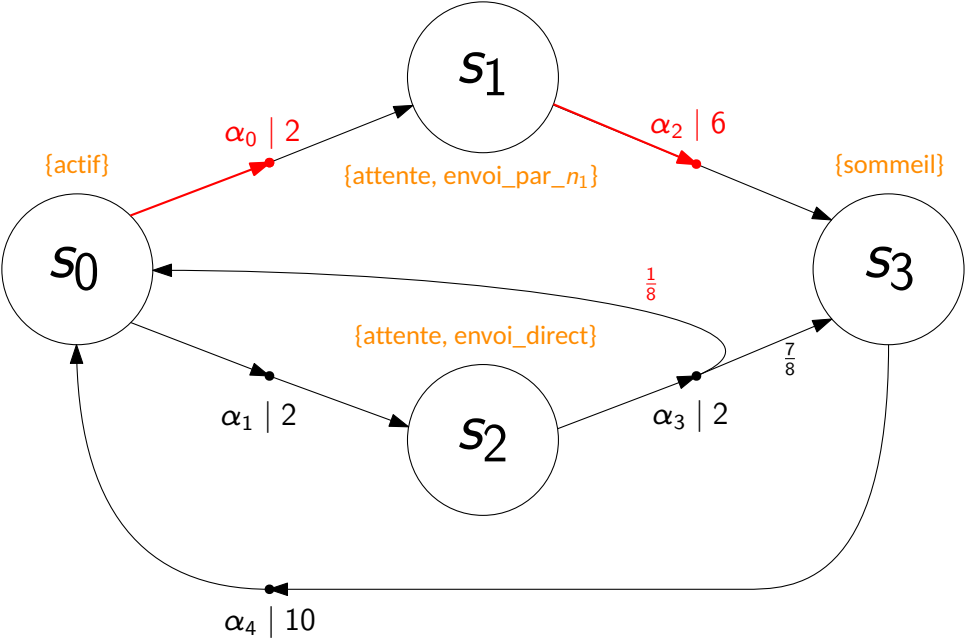 s₁
α₀ | 2
α₂ | 6
{actif}
{attente, envoi_par_n₁}
{sommeil}
s₀
s₃
1/8
{attente, envoi_direct}
7/8
α₁ | 2
α₃ | 2
s₂
α₄ | 10